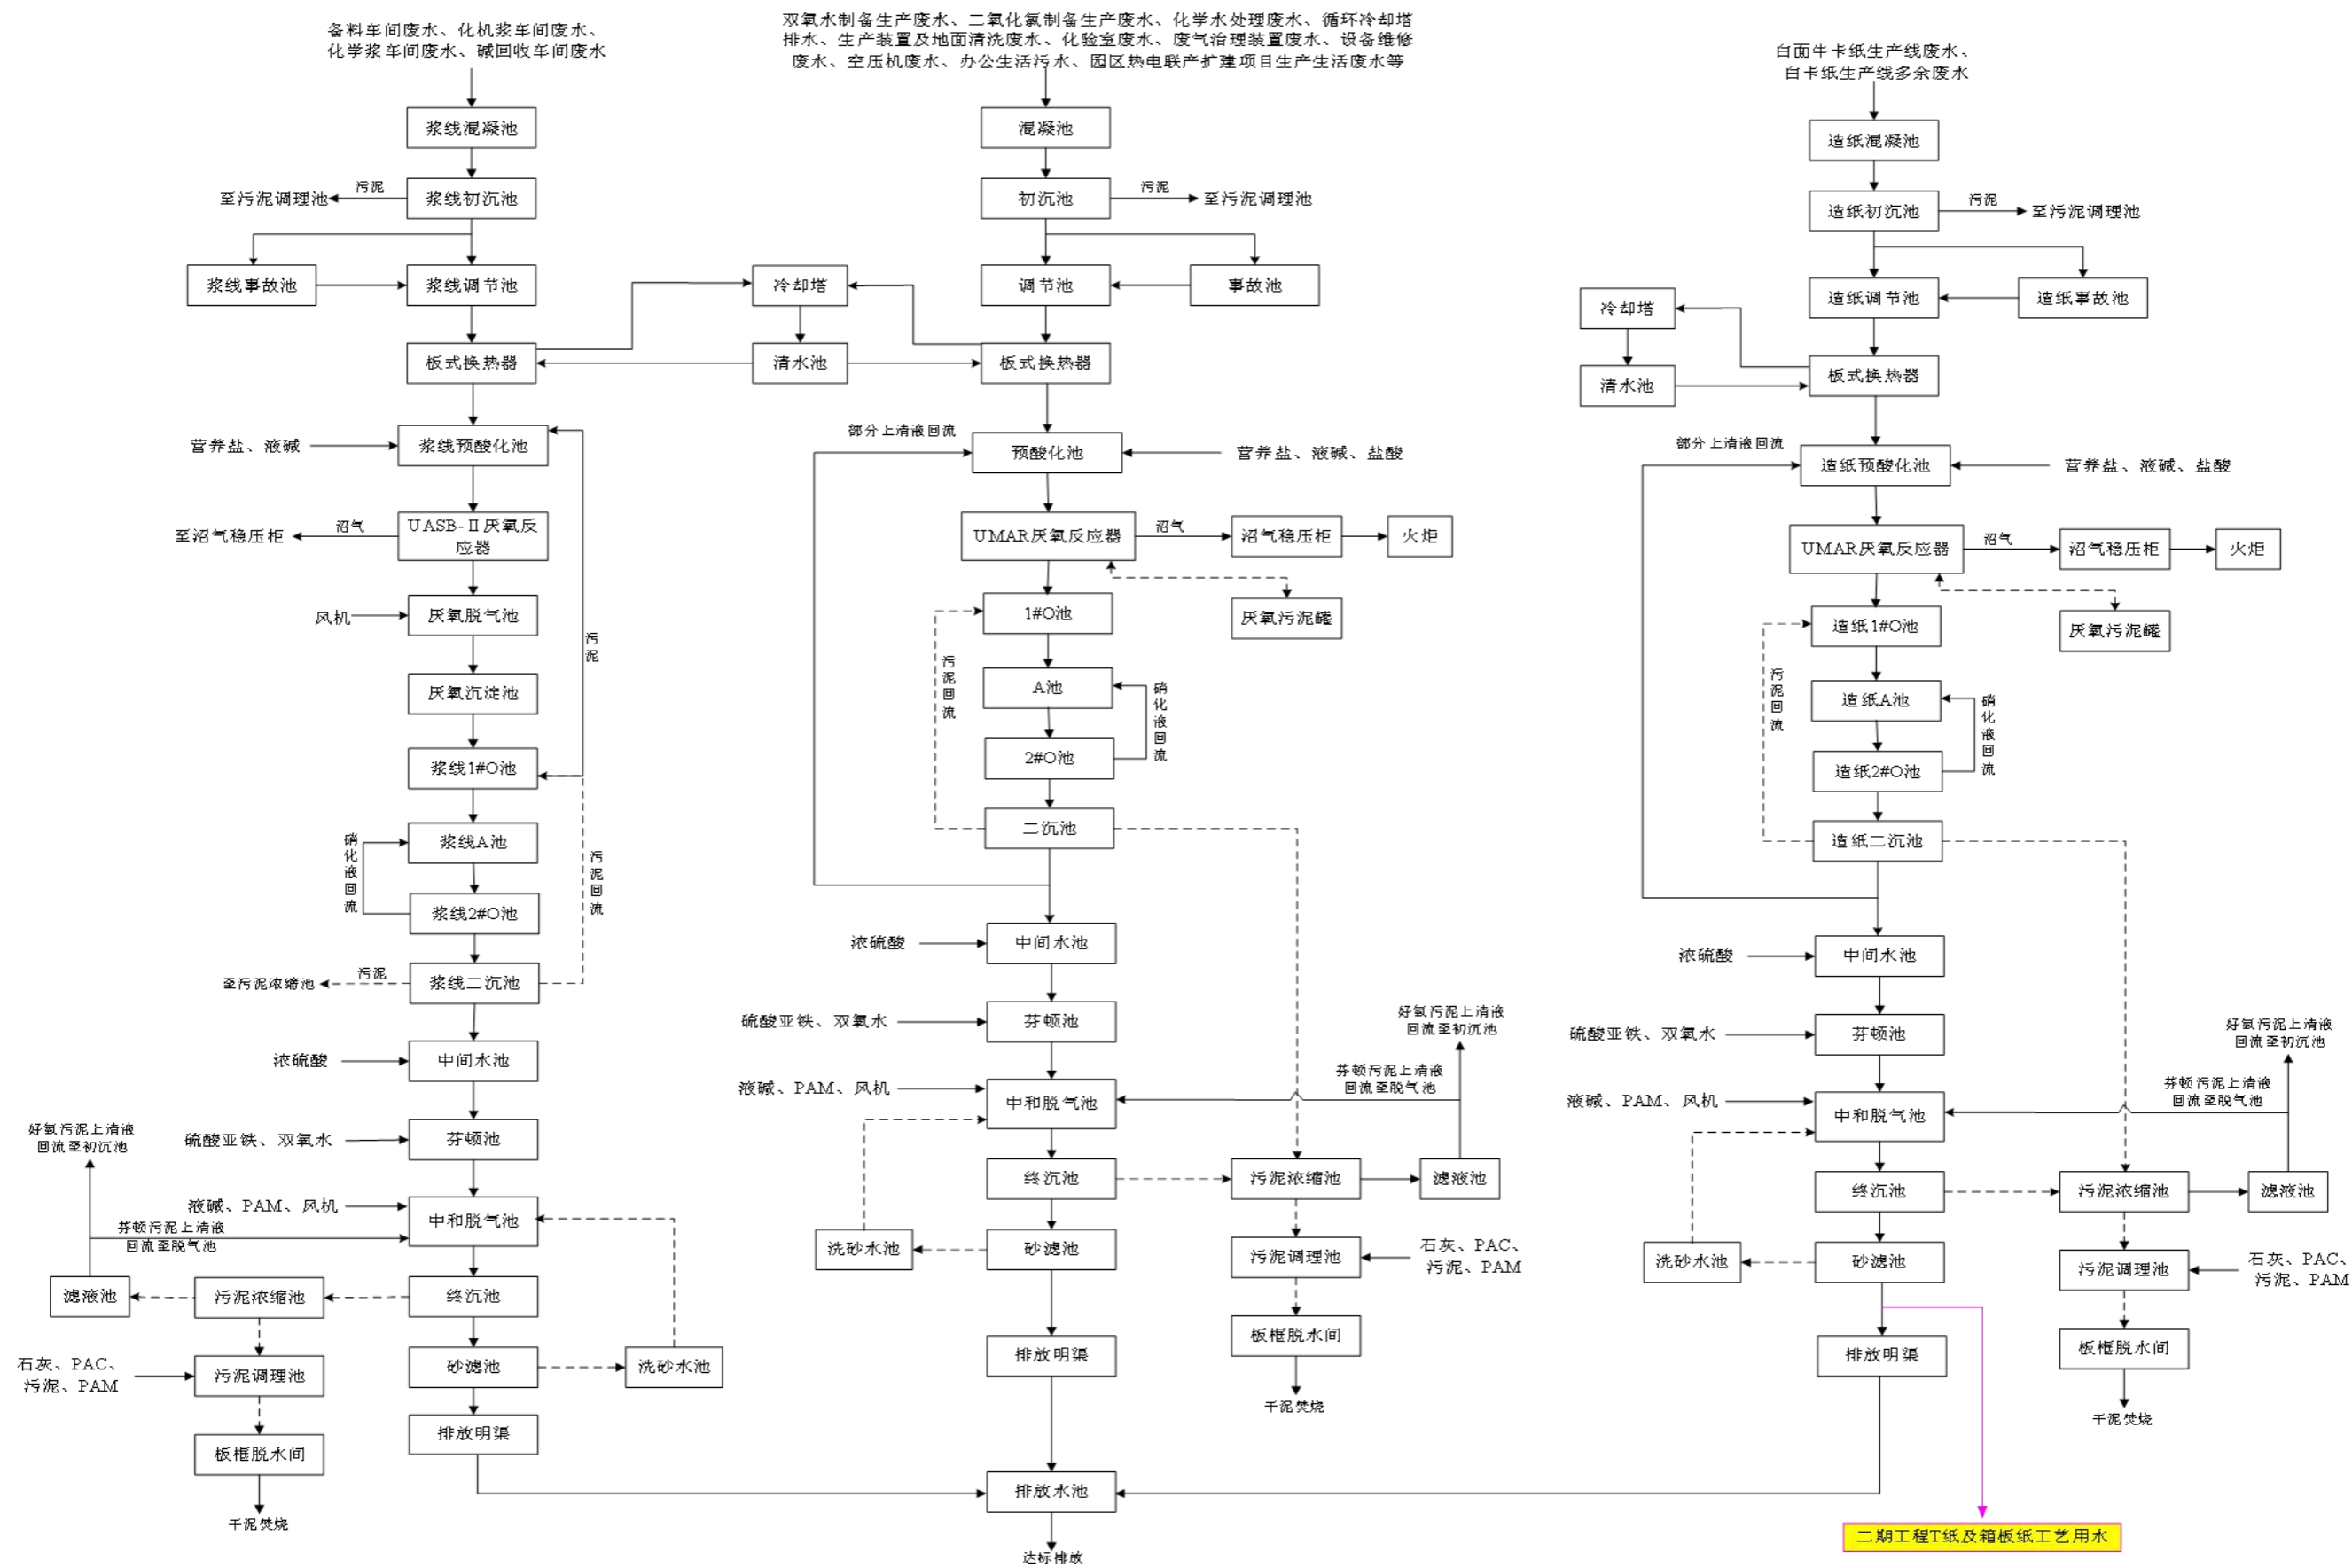 备料车间废水、化机浆车间废水、
化学浆车间废水、碱回收车间废水
浆线混凝池
至污泥调理池
污泥
浆线初沉池
浆线事故池
浆线调节池
板式换热器
冷却塔
清水池
营养盐、液碱
浆线预酸化池
至沼气稳压柜
沼气
UASB-Ⅱ厌氧反
应器
风机
厌氧脱气池
污泥
厌氧沉淀池
浆线1#O池
硝化液回流
浆线A池
污泥回流
浆线2#O池
至污泥浓缩池
污泥
浆线二沉池
浓硫酸
中间水池
好氧污泥上清液
回流至初沉池
硫酸亚铁、双氧水
芬顿池
液碱、PAM、风机
中和脱气池
芬顿污泥上清液
回流至脱气池
滤液池
污泥浓缩池
终沉池
石灰、PAC、
污泥、PAM
污泥调理池
砂滤池
洗砂水池
板框脱水间
排放明渠
干泥焚烧
双氧水制备生产废水、二氧化氯制备生产废水、化学水处理废水、循环冷却塔
排水、生产装置及地面清洗废水、化验室废水、废气治理装置废水、设备维修
废水、空压机废水、办公生活污水、园区热电联产扩建项目生产生活废水等
混凝池
初沉池
污泥
至污泥调理池
调节池
事故池
板式换热器
部分上清液回流
预酸化池
营养盐、液碱、盐酸
UMAR厌氧反应器
沼气
沼气稳压柜
火炬
1#O池
厌氧污泥罐
污泥回流
A池
硝化液回流
2#O池
二沉池
浓硫酸
中间水池
硫酸亚铁、双氧水
芬顿池
好氧污泥上清液
回流至初沉池
液碱、PAM、风机
中和脱气池
芬顿污泥上清液
回流至脱气池
终沉池
污泥浓缩池
滤液池
洗砂水池
砂滤池
污泥调理池
石灰、PAC、
污泥、PAM
排放明渠
板框脱水间
干泥焚烧
排放水池
达标排放
白面牛卡纸生产线废水、
白卡纸生产线多余废水
造纸混凝池
造纸初沉池
污泥
至污泥调理池
冷却塔
造纸调节池
造纸事故池
清水池
板式换热器
部分上清液回流
造纸预酸化池
营养盐、液碱、盐酸
UMAR厌氧反应器
沼气
沼气稳压柜
火炬
造纸1#O池
厌氧污泥罐
污泥回流
造纸A池
硝化液回流
造纸2#O池
造纸二沉池
浓硫酸
中间水池
硫酸亚铁、双氧水
芬顿池
好氧污泥上清液
回流至初沉池
液碱、PAM、风机
中和脱气池
芬顿污泥上清液
回流至脱气池
终沉池
污泥浓缩池
滤液池
洗砂水池
砂滤池
污泥调理池
石灰、PAC、
污泥、PAM
排放明渠
板框脱水间
干泥焚烧
二期工程T纸及箱板纸工艺用水